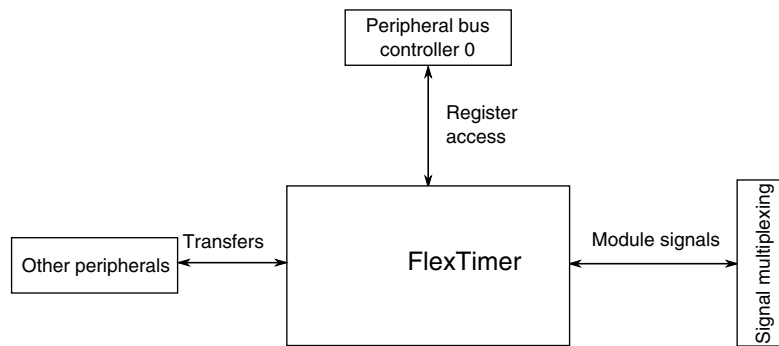 Peripheral bus
controller 0
Register
access
Transfers
Other peripherals
FlexTimer
Module signals
Signal multiplexing